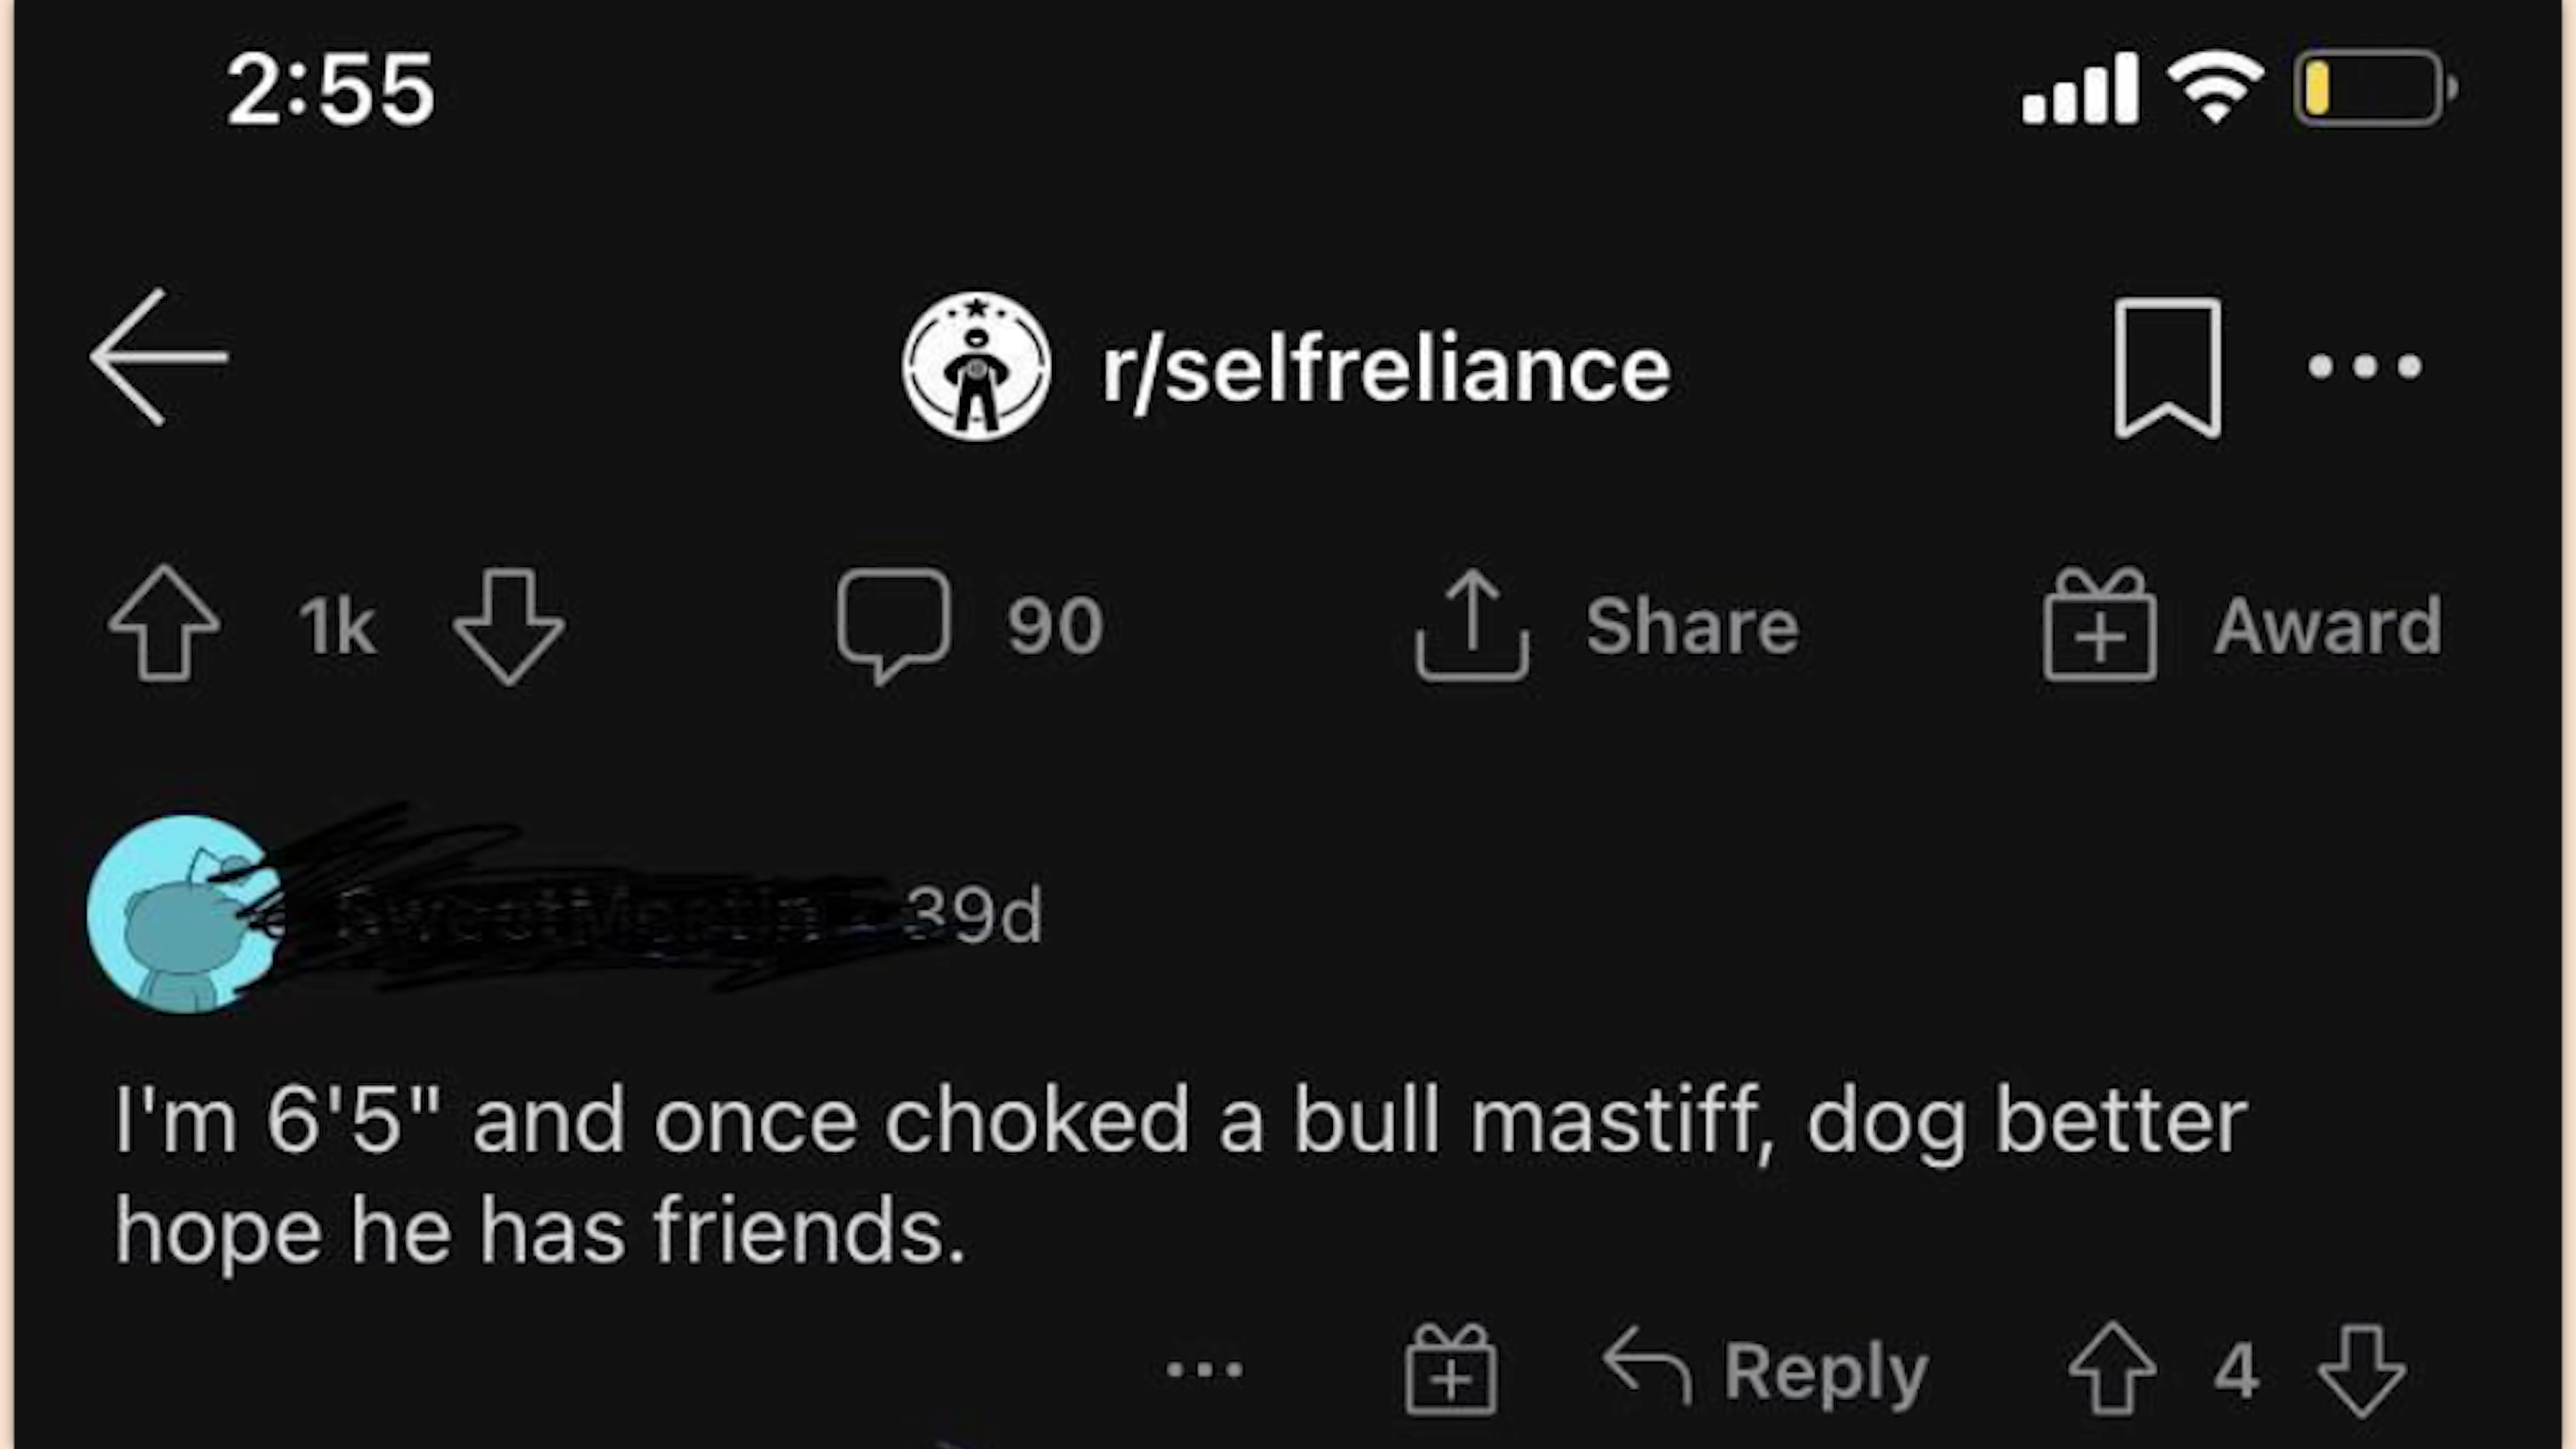 2:55
r/selfreliance
1k 90 Share Award
39d
I'm 6'5" and once choked a bull mastiff, dog better
hope he has friends.
Reply 4